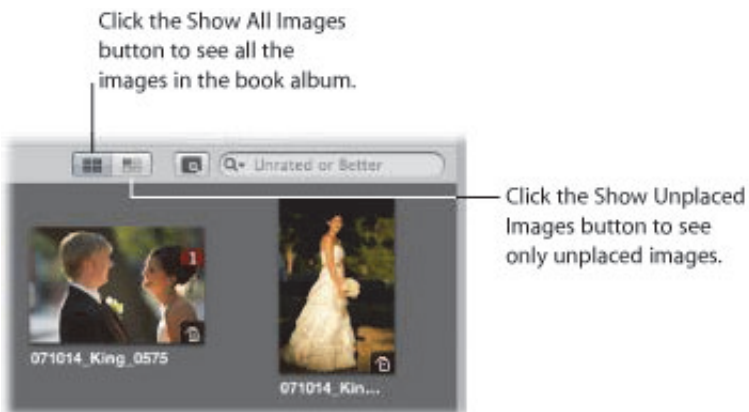 Click the Show All Images
button to see all the
images in the book album.
Unrated or Better
Click the Show Unplaced
Images button to see
only unplaced images.
1
071014_King_0575
071014_Kin...